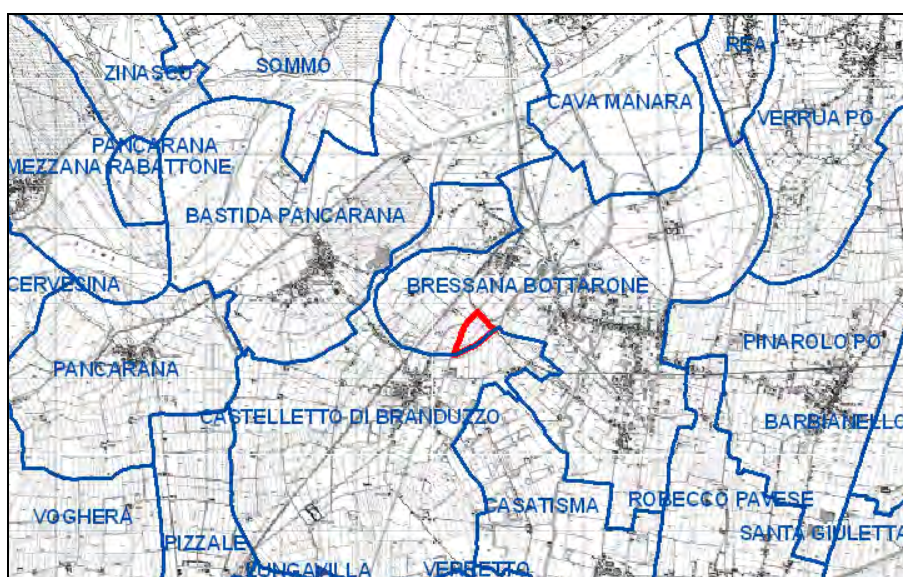 REA
ZINASCO
SOMMO
CAVA MANARA
VERRUA PO
PANCARANA
MEZZANA RABATTONE
BASTIDA PANCARANA
CERVESINA
BRESSANA BOTTARONE
PINAROLO PO
PANCARANA
CASTELLETTO DI BRANDUZZO
BARBIANELLO
CASATISMA
ROBECCO PAVESE
VOGHERA
SANTA GIULETTA
PIZZALE
LUNGAVILLA
VERRETTO